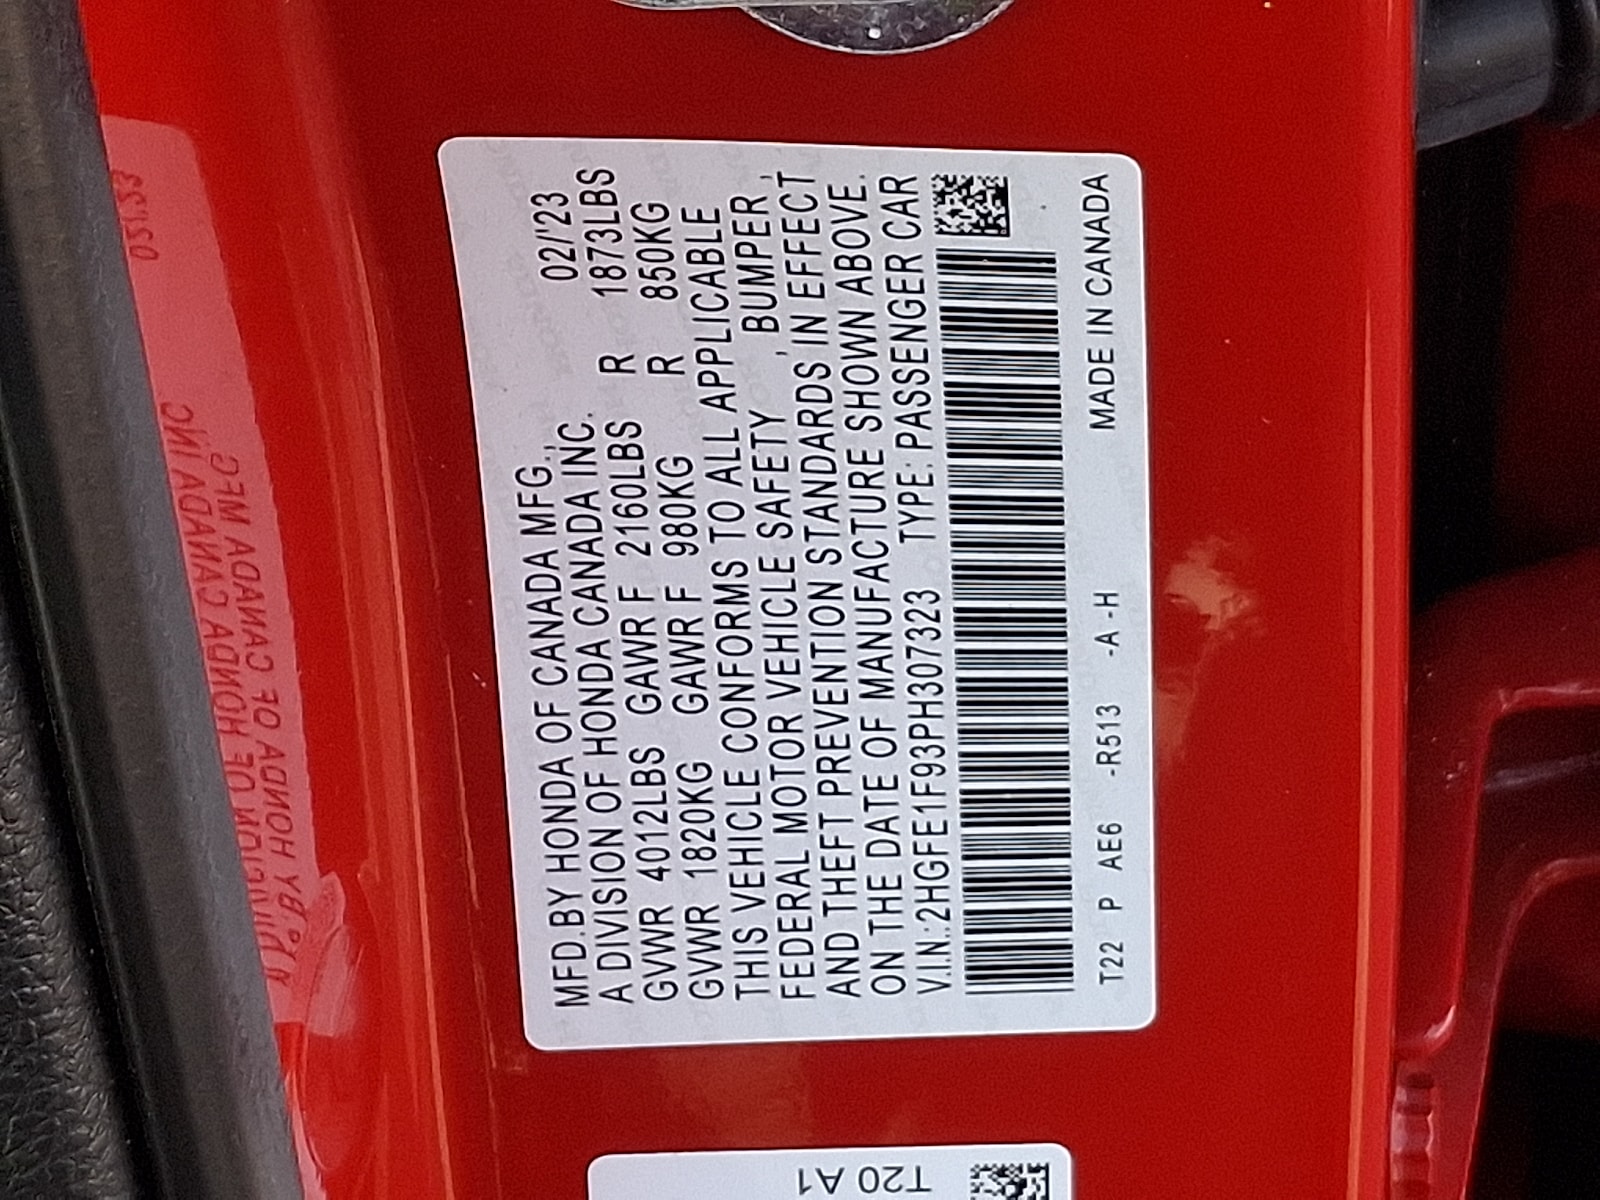 MFD.BY HONDA OF CANADA MFG., 02/'23
A DIVISION OF HONDA CANADA INC.
GVWR 4012LBS GAWR F 2160LBS R 1873LBS
GVWR 1820KG GAWR F 980KG R 850KG
THIS VEHICLE CONFORMS TO ALL APPLICABLE
FEDERAL MOTOR VEHICLE SAFETY , BUMPER ,
AND THEFT PREVENTION STANDARDS IN EFFECT
ON THE DATE OF MANUFACTURE SHOWN ABOVE.
V.I.N.:2HGFE1F93PH307323 TYPE: PASSENGER CAR
T22 P AE6 -R513 -A -H MADE IN CANADA
T20 A1